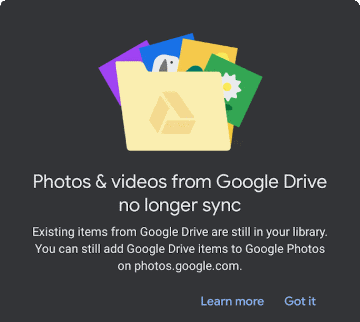 Photos & videos from Google Drive
no longer sync
Existing items from Google Drive are still in your library.
You can still add Google Drive items to Google Photos
on photos.google.com.
Learn more Got it